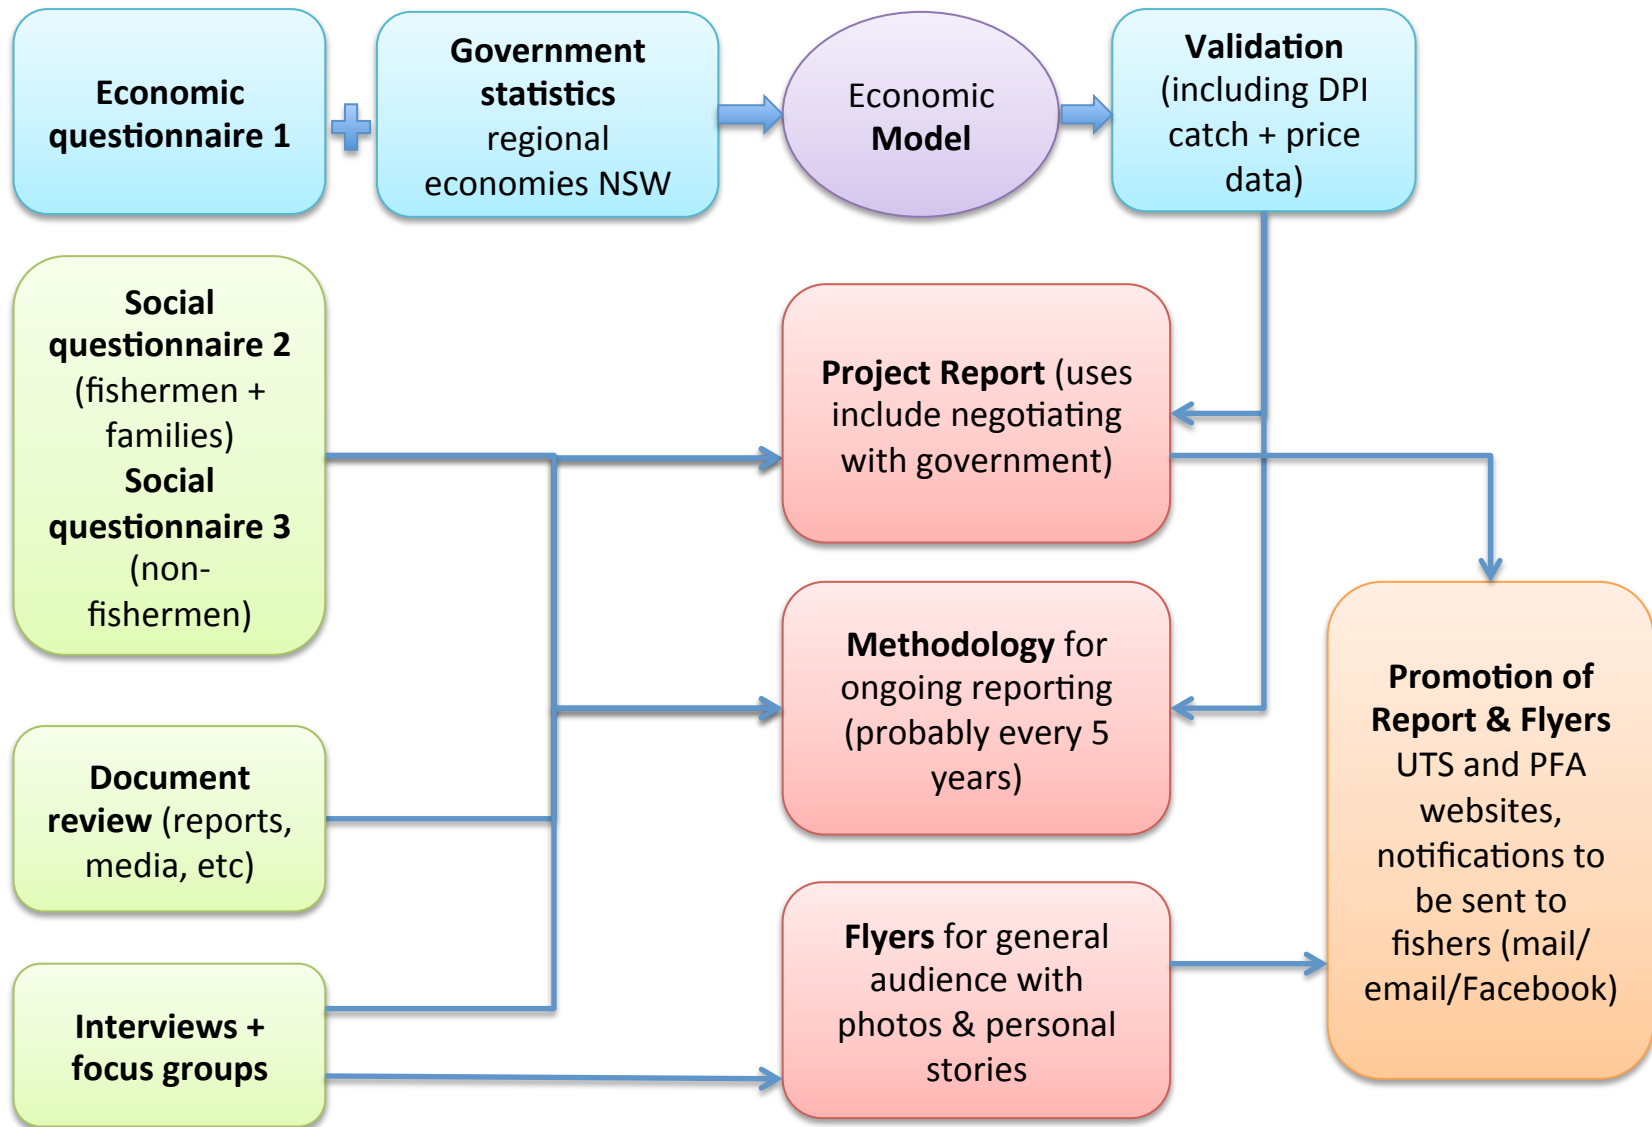 Economic
questionnaire 1
Government
statistics
regional
economies NSW
Economic
Model
Validation
(including DPI
catch + price
data)
Social
questionnaire 2
(fishermen +
families)
Social
questionnaire 3
(non-
fishermen)
Project Report (uses
include negotiating
with government)
Methodology for
ongoing reporting
(probably every 5
years)
Document
review (reports,
media, etc)
Promotion of
Report & Flyers
UTS and PFA
websites,
notifications to
be sent to
fishers (mail/
email/Facebook)
Flyers for general
audience with
photos & personal
stories
Interviews +
focus groups